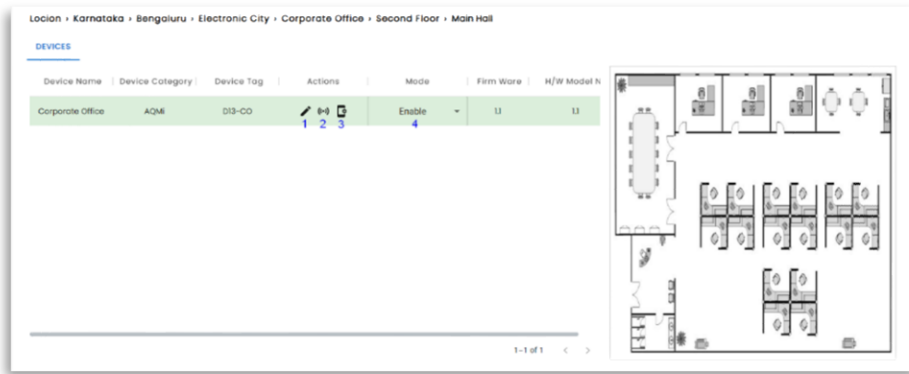 Locion › Karnataka › Bengaluru › Electronic City › Corporate Office › Second Floor › Main Hall
DEVICES
Device Name Device Category Device Tag Actions Mode Firm Ware H/W Model N
Corporate Office AQMi D13-CO Enable 1.1 1.1
1 2 3 4
1-1 of 1